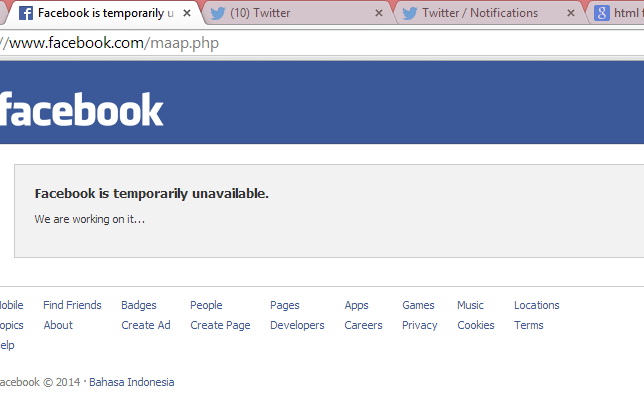 Facebook is temporarily u
(10) Twitter
Twitter / Notifications
html t
//www.facebook.com/maap.php
facebook
Facebook is temporarily unavailable.
We are working on it...
Mobile Find Friends Badges People Pages Apps Games Music Locations
opics About Create Ad Create Page Developers Careers Privacy Cookies Terms
elp
acebook © 2014 · Bahasa Indonesia